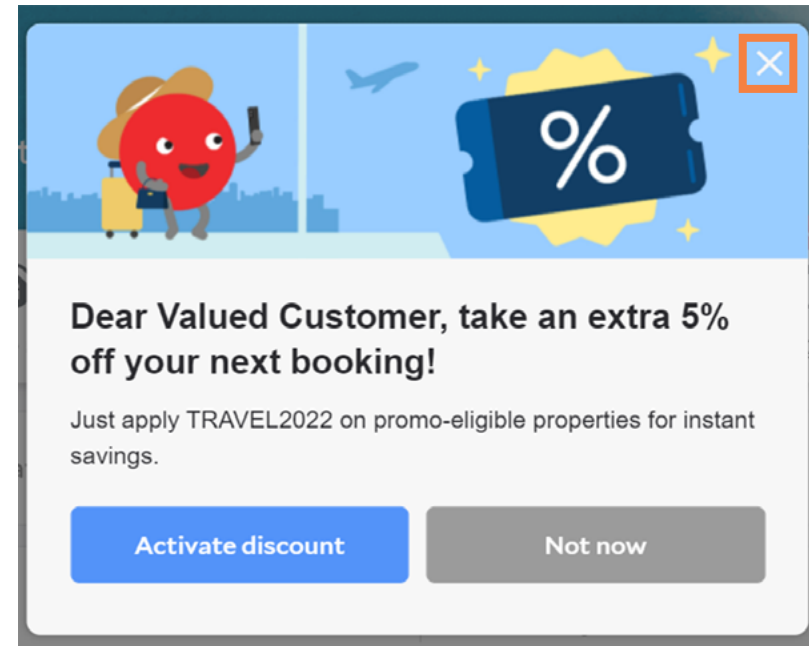 %
Dear Valued Customer, take an extra 5%
off your next booking!
Just apply TRAVEL2022 on promo-eligible properties for instant
savings.
Activate discount
Not now